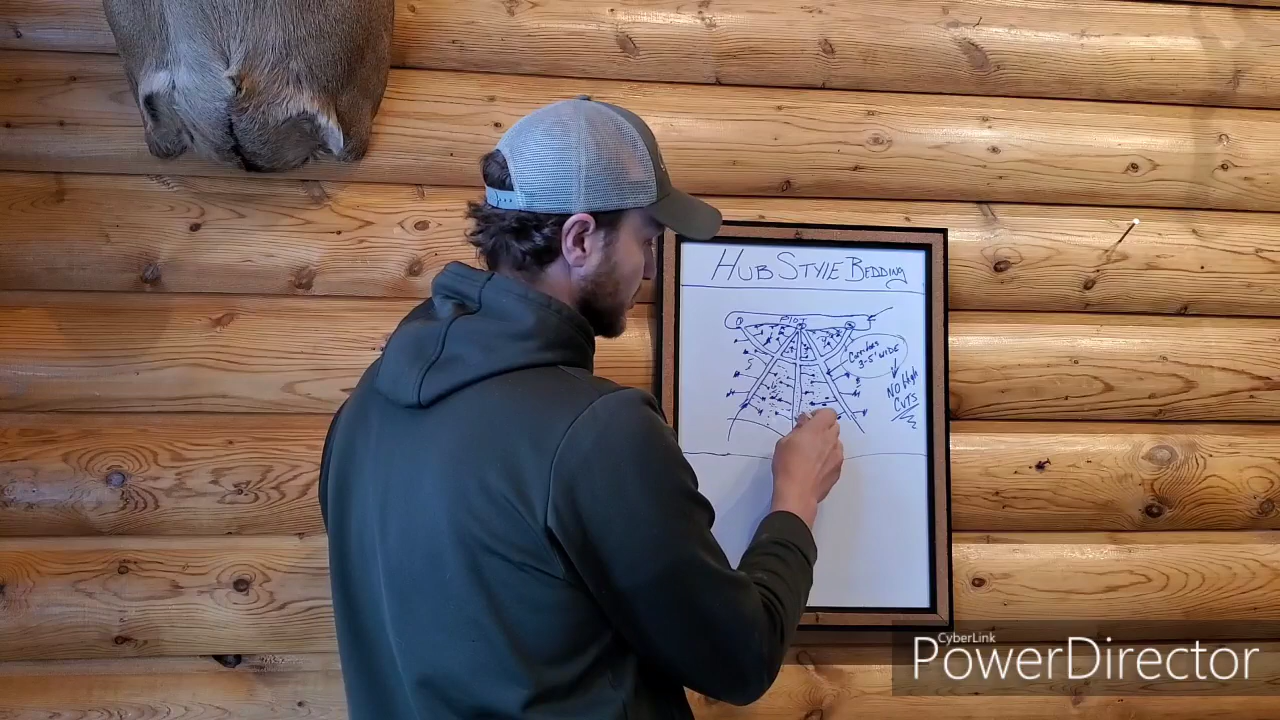 HUB STYLE BEDDING
PLOT
Corridors
3-5' WIDE
NO High
CUTS
CyberLink
PowerDirector